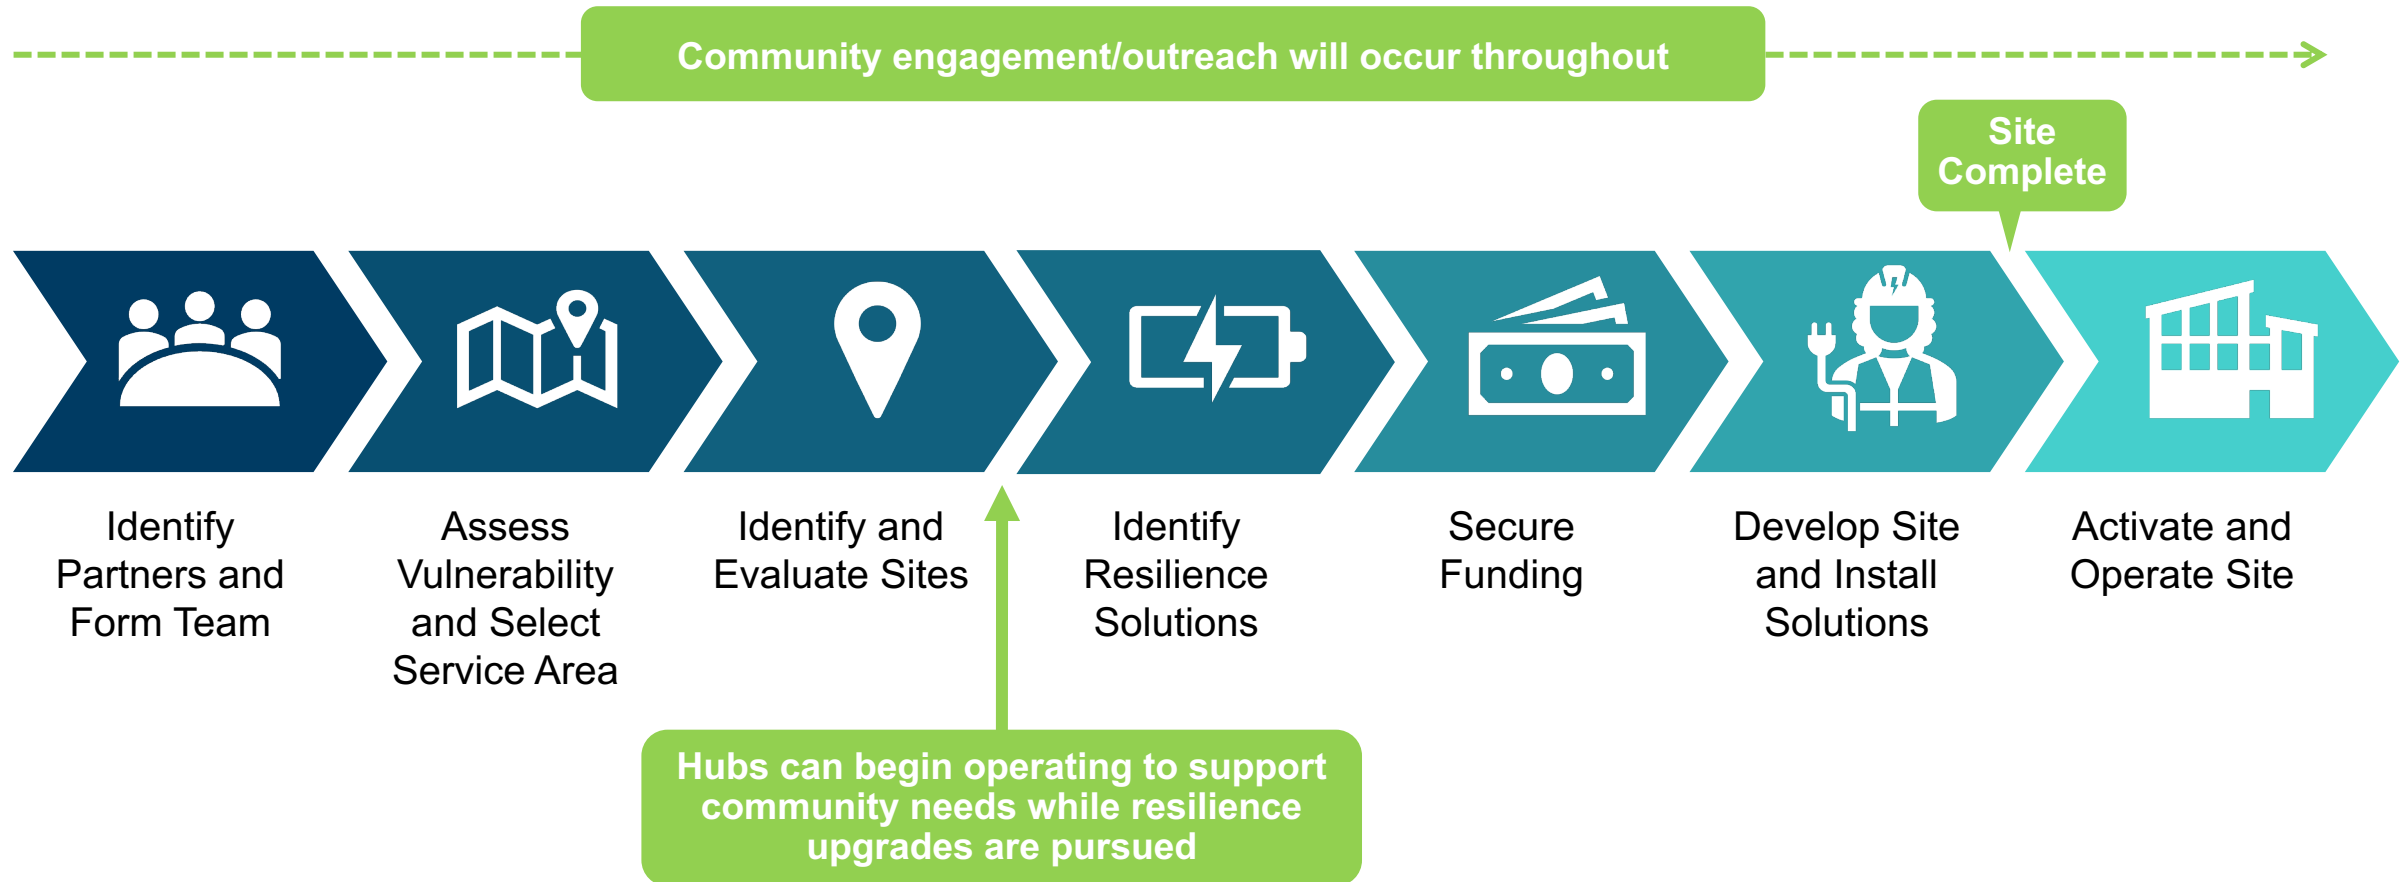 Community engagement/outreach will occur throughout
Site
Complete
Identify
Partners and
Form Team
Assess
Vulnerability
and Select
Service Area
Identify and
Evaluate Sites
Identify
Resilience
Solutions
Secure
Funding
Develop Site
and Install
Solutions
Activate and
Operate Site
Hubs can begin operating to support
community needs while resilience
upgrades are pursued